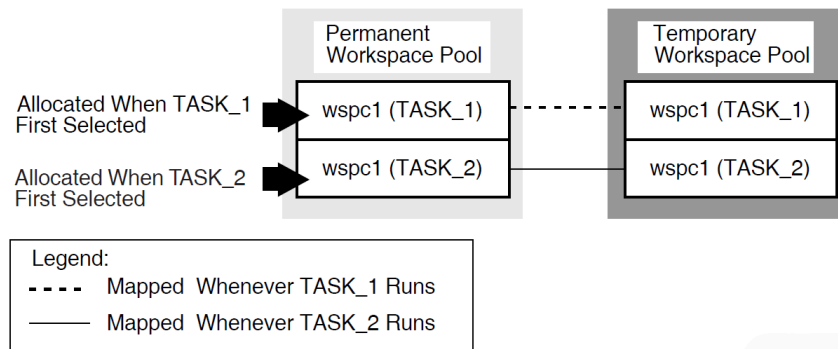 Permanent
Workspace Pool
Temporary
Workspace Pool
Allocated When TASK_1
First Selected
wspc1 (TASK_1)
wspc1 (TASK_1)
Allocated When TASK_2
First Selected
wspc1 (TASK_2)
wspc1 (TASK_2)
Legend:
Mapped Whenever TASK_1 Runs
Mapped Whenever TASK_2 Runs